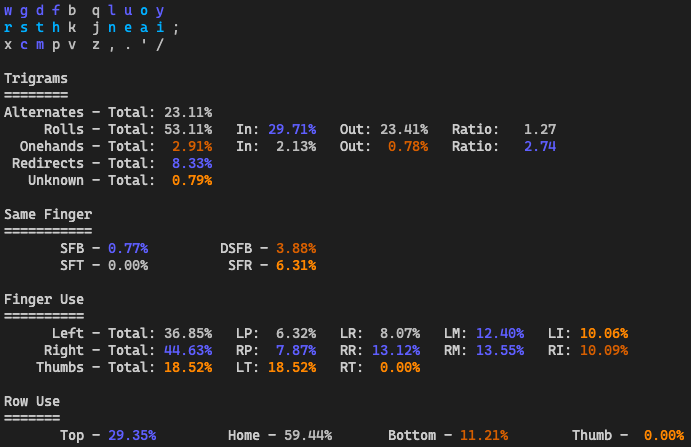 w g d f b  q l u o y
r s t h k  j n e a i ;
x c m p v  z , . ' /
Trigrams
========
Alternates - Total: 23.11%
Rolls - Total: 53.11%  In: 29.71%  Out: 23.41%  Ratio:   1.27
Onehands - Total:  2.91%  In:  2.13%  Out:  0.78%  Ratio:   2.74
Redirects - Total:  8.33%
Unknown - Total:  0.79%
Same Finger
===========
SFB - 0.77%         DSFB - 3.88%
SFT - 0.00%          SFR - 6.31%
Finger Use
==========
Left - Total: 36.85%  LP:  6.32%  LR:  8.07%  LM: 12.40%  LI: 10.06%
Right - Total: 44.63%  RP:  7.87%  RR: 13.12%  RM: 13.55%  RI: 10.09%
Thumbs - Total: 18.52%  LT: 18.52%  RT:  0.00%
Row Use
=======
Top - 29.35%         Home - 59.44%       Bottom - 11.21%        Thumb -  0.00%